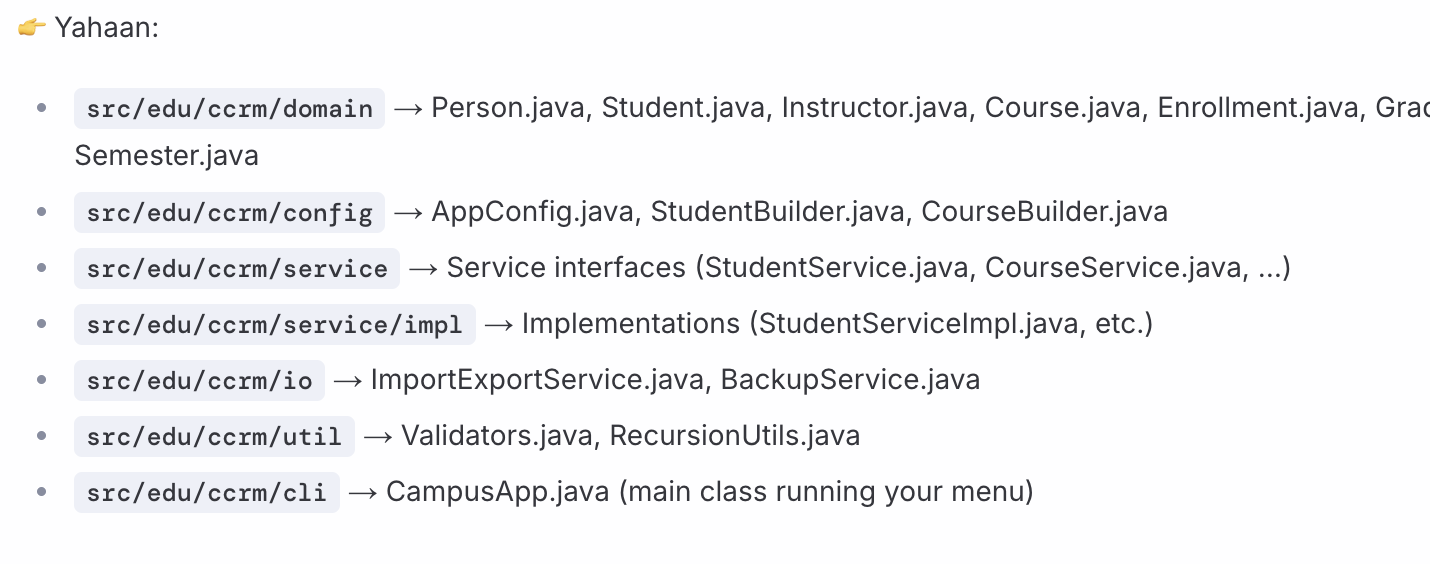 👉 Yahaan:
• src/edu/ccrm/domain → Person.java, Student.java, Instructor.java, Course.java, Enrollment.java,
Semester.java
• src/edu/ccrm/config → AppConfig.java, StudentBuilder.java, CourseBuilder.java
• src/edu/ccrm/service → Service interfaces (StudentService.java, CourseService.java, ...)
• src/edu/ccrm/service/impl → Implementations (StudentServiceImpl.java, etc.)
• src/edu/ccrm/io → ImportExportService.java, BackupService.java
• src/edu/ccrm/util → Validators.java, RecursionUtils.java
• src/edu/ccrm/cli → CampusApp.java (main class running your menu)